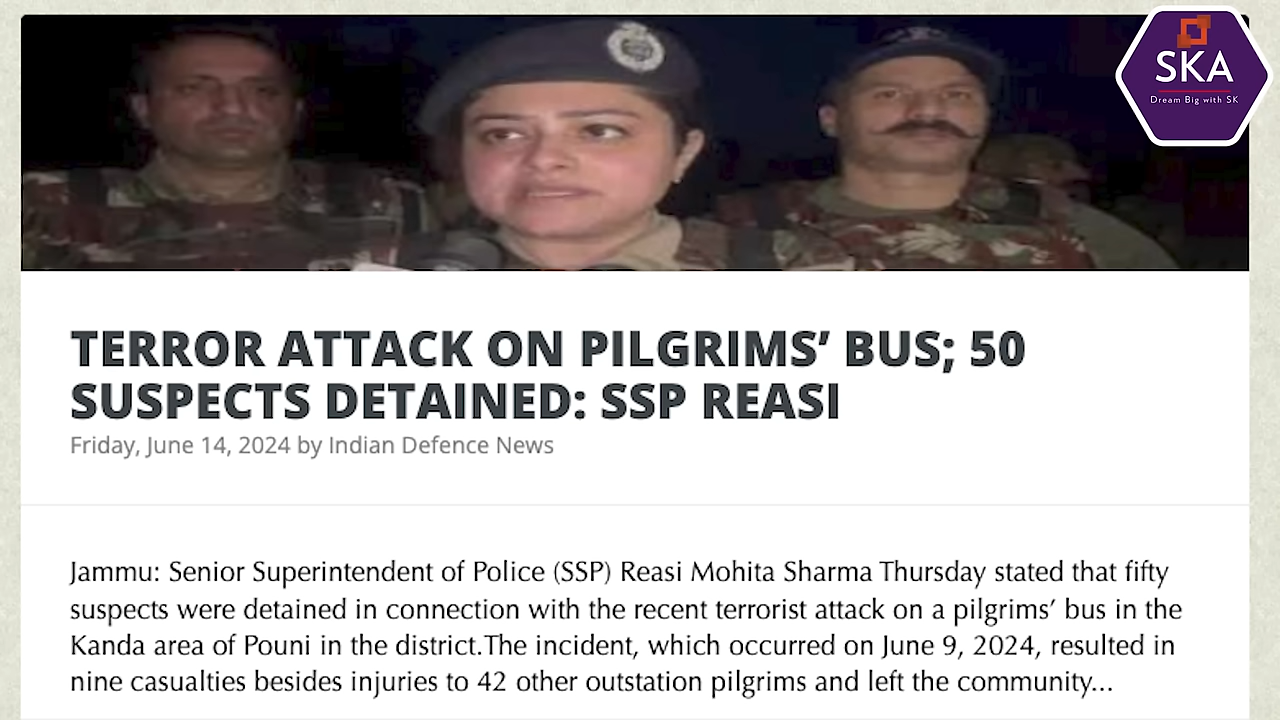 SKA
Dream Big with SK
TERROR ATTACK ON PILGRIMS’ BUS; 50
SUSPECTS DETAINED: SSP REASI
Friday, June 14, 2024 by Indian Defence News
Jammu: Senior Superintendent of Police (SSP) Reasi Mohita Sharma Thursday stated that fifty
suspects were detained in connection with the recent terrorist attack on a pilgrims’ bus in the
Kanda area of Pouni in the district.The incident, which occurred on June 9, 2024, resulted in
nine casualties besides injuries to 42 other outstation pilgrims and left the community...